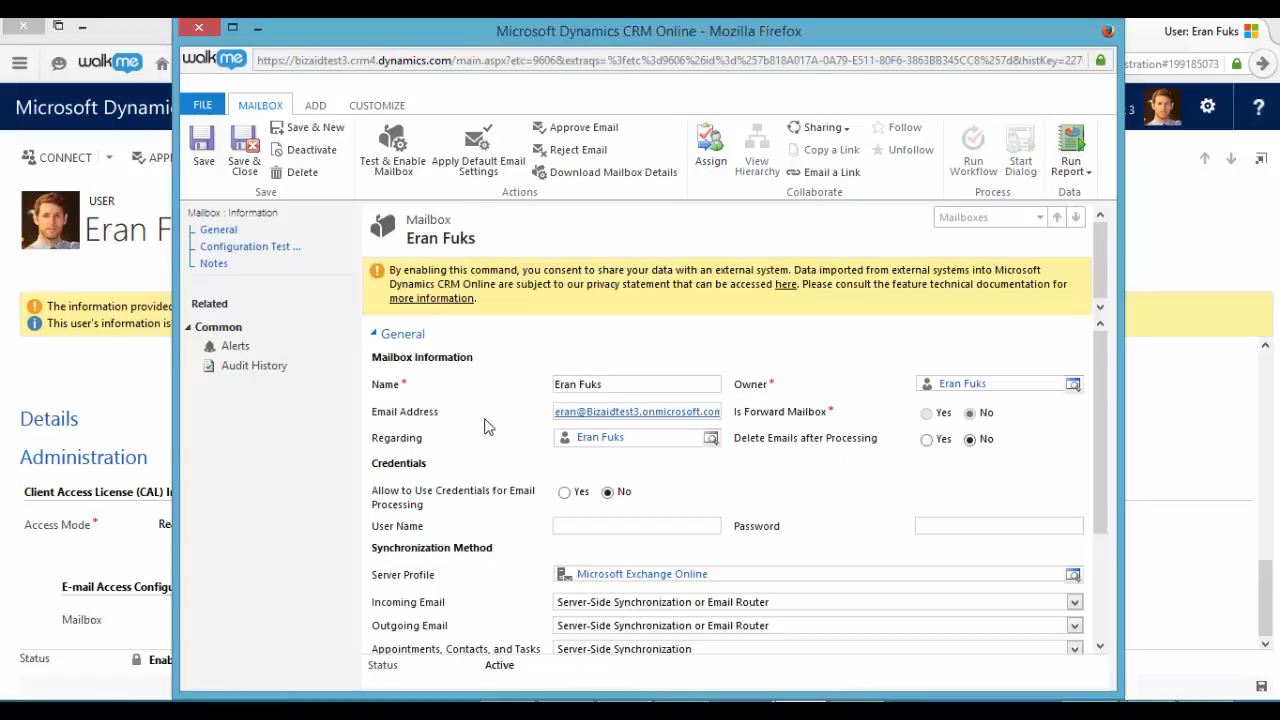 Microsoft Dynamics CRM Online - Mozilla Firefox
User: Eran Fuks
walkme
walkme
https://bizaidtest3.crm4.dynamics.com/main.aspx?etc=9606&extraqs= %3fetc%3d9606%26id%3d%257b818A017A-0A79-E511-80F6-3863BB345CC8%257d&histKey=227
stration#199185073
Microsoft Dynami
3
?
FILE
MAILBOX
ADD
CUSTOMIZE
CONNECT
APP
Save
Save & Close
Save & New
Deactivate
Delete
Save
Test & Enable Mailbox
Apply Default Email Settings
Approve Email
Reject Email
Download Mailbox Details
Actions
Assign
View Hierarchy
Sharing
Copy a Link
Email a Link
Follow
Unfollow
Collaborate
Run Workflow
Start Dialog
Process
Run Report
Data
USER
Eran F
Mailbox : Information
General
Configuration Test ...
Notes
Related
Common
Alerts
Audit History
Mailbox
Eran Fuks
Mailboxes
By enabling this command, you consent to share your data with an external system. Data imported from external systems into Microsoft
Dynamics CRM Online are subject to our privacy statement that can be accessed here. Please consult the feature technical documentation for
more information.
The information provided
This user's information is
General
Mailbox Information
Name*
Eran Fuks
Owner*
Eran Fuks
Email Address
eran@Bizaidtest3.onmicrosoft.com
Is Forward Mailbox*
Yes
No
Regarding
Eran Fuks
Delete Emails after Processing
Yes
No
Credentials
Allow to Use Credentials for Email
Processing
Yes
No
User Name
Password
Synchronization Method
Server Profile
Microsoft Exchange Online
Incoming Email
Server-Side Synchronization or Email Router
Outgoing Email
Server-Side Synchronization or Email Router
Appointments, Contacts, and Tasks
Server-Side Synchronization
Status
Active
Details
Administration
Client Access License (CAL) I
Access Mode*
Re
E-mail Access Config
Mailbox
Status
Enab